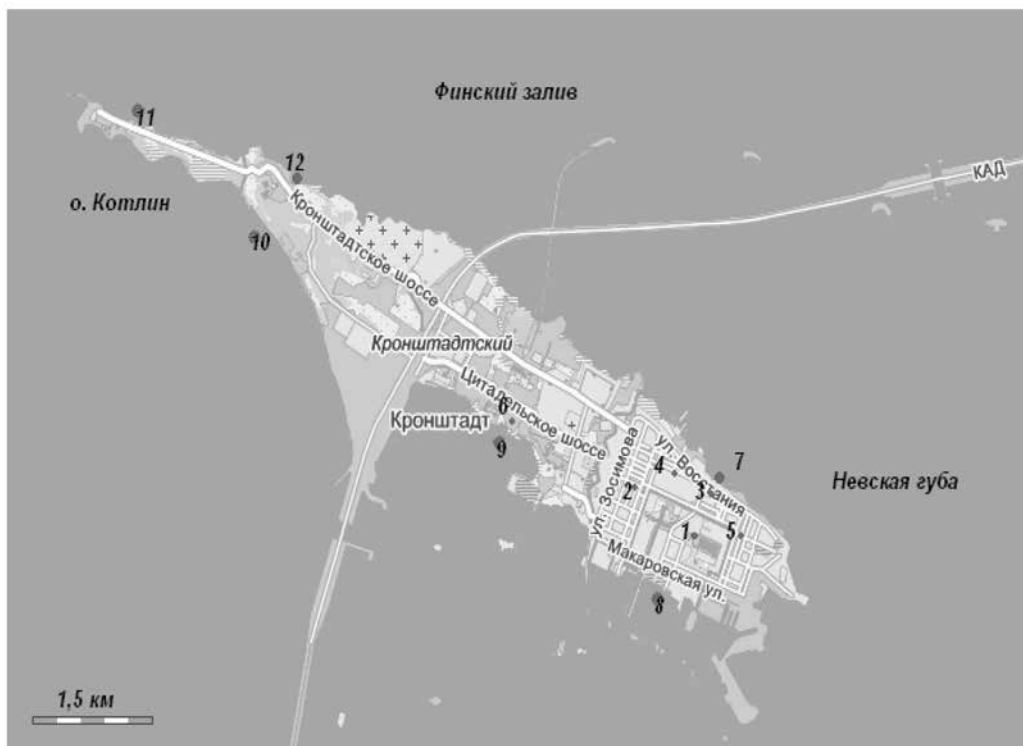 Финский залив
11
КАД
12
о. Котлин
10
Кронштадтское шоссе
Кронштадтский
Цитадельское шоссе
6
Кронштадт
9
ул. Зосимова
ул. Восстания
4
7
Невская губа
2
3
1
5
Макаровская ул.
8
1,5 км